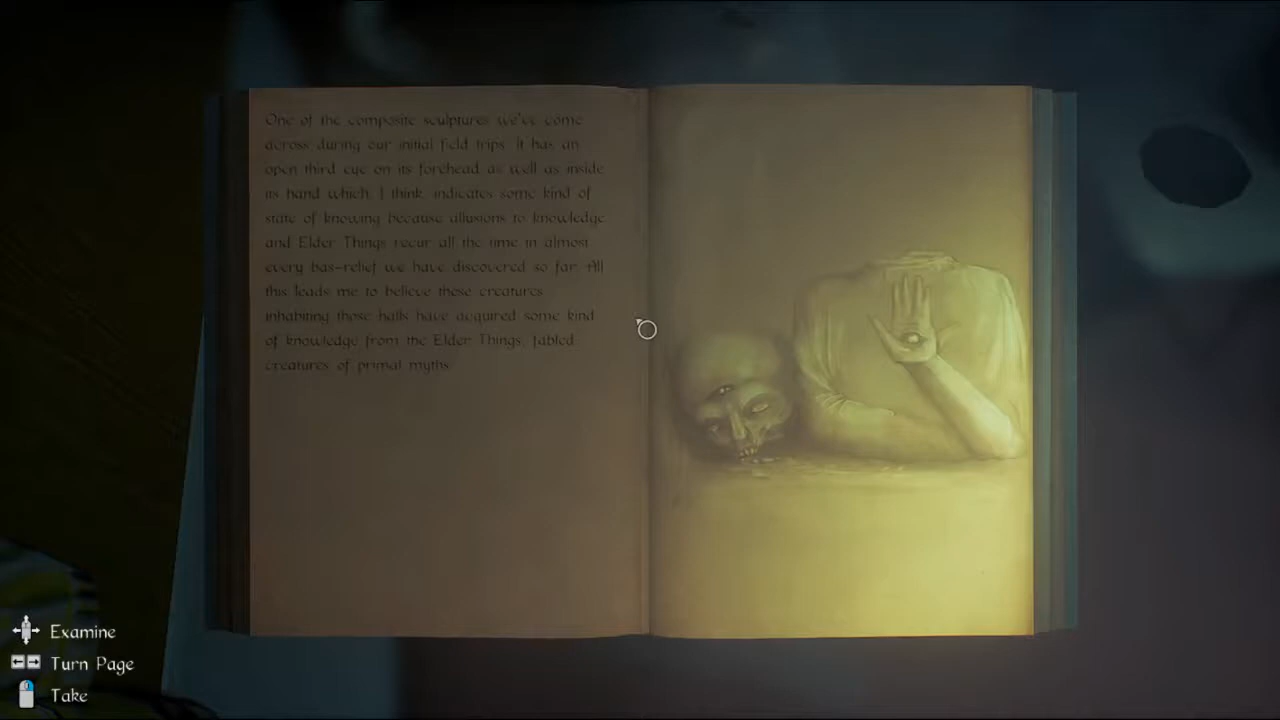 One of the composite sculptures we've come
across during our initial field trips. It has an
open third eye on its forehead as well as inside
its hand which, I think, indicates some kind of
state of knowing because allusions to knowledge
and Elder Things recur all the time in almost
every bas-relief we have discovered so far. All
this leads me to believe those creatures
inhabiting those halls have acquired some kind
of knowledge from the Elder Things, fabled
creatures of primal myths.
Examine
Turn Page
Take